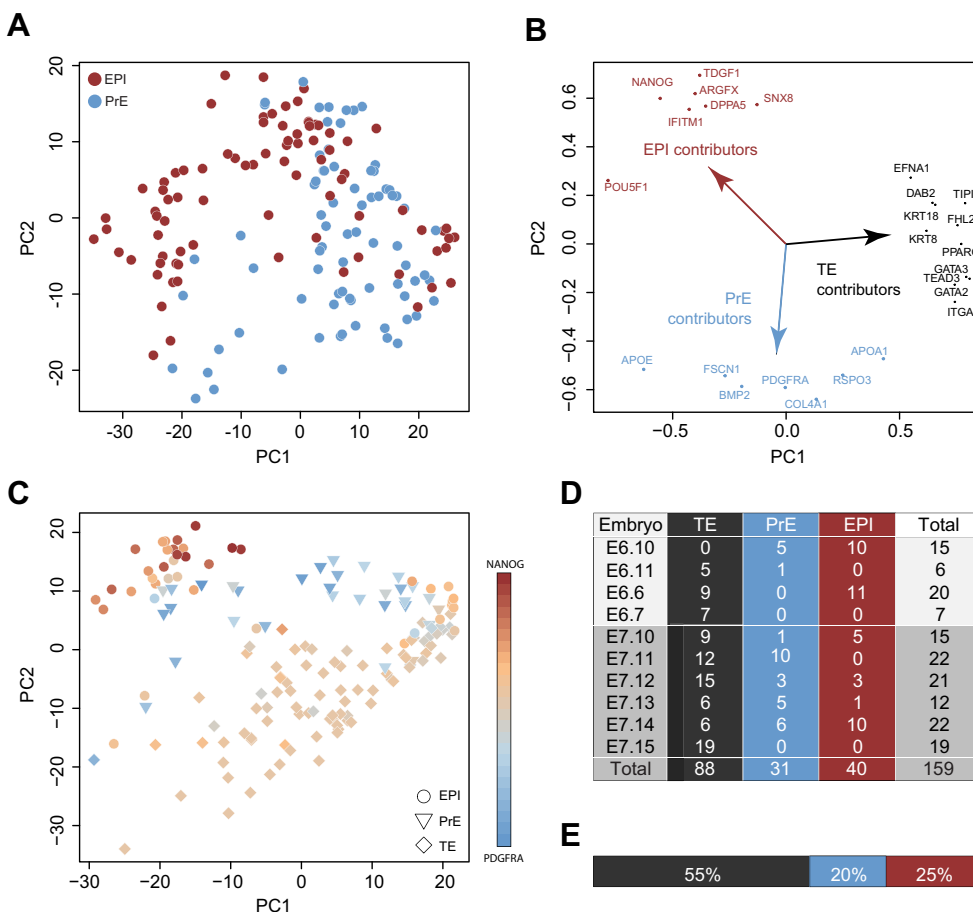 A
EPI
PrE
20
10
0
-10
-20
PC2
-30
-20
-10
0
10
20
PC1
B
TDGF1
NANOG
ARGFX
SNX8
DPPA5
IFITM1
EPI contributors
POU5F1
EFNA1
DAB2
KRT18
FHL2
KRT8
GATA3
TEAD3
GATA2
TE
contributors
PrE
contributors
APOA1
APOE
FSCN1
PDGFRA
RSPO3
BMP2
COL4A1
0.6
0.4
0.2
0.0
−0.2
−0.4
−0.6
PC2
−0.5
0.0
0.5
PC1
C
20
10
0
−10
−20
−30
PC2
−30
−20
−10
0
10
20
PC1
EPI
PrE
TE
NANOG
PDGFRA
D
Embryo TE PrE EPI Total
E6.10 0 5 10 15
E6.11 5 1 0 6
E6.6 9 0 11 20
E6.7 7 0 0 7
E7.10 9 1 5 15
E7.11 12 10 0 22
E7.12 15 3 3 21
E7.13 6 5 1 12
E7.14 6 6 10 22
E7.15 19 0 0 19
Total 88 31 40 159
E
55% 20% 25%